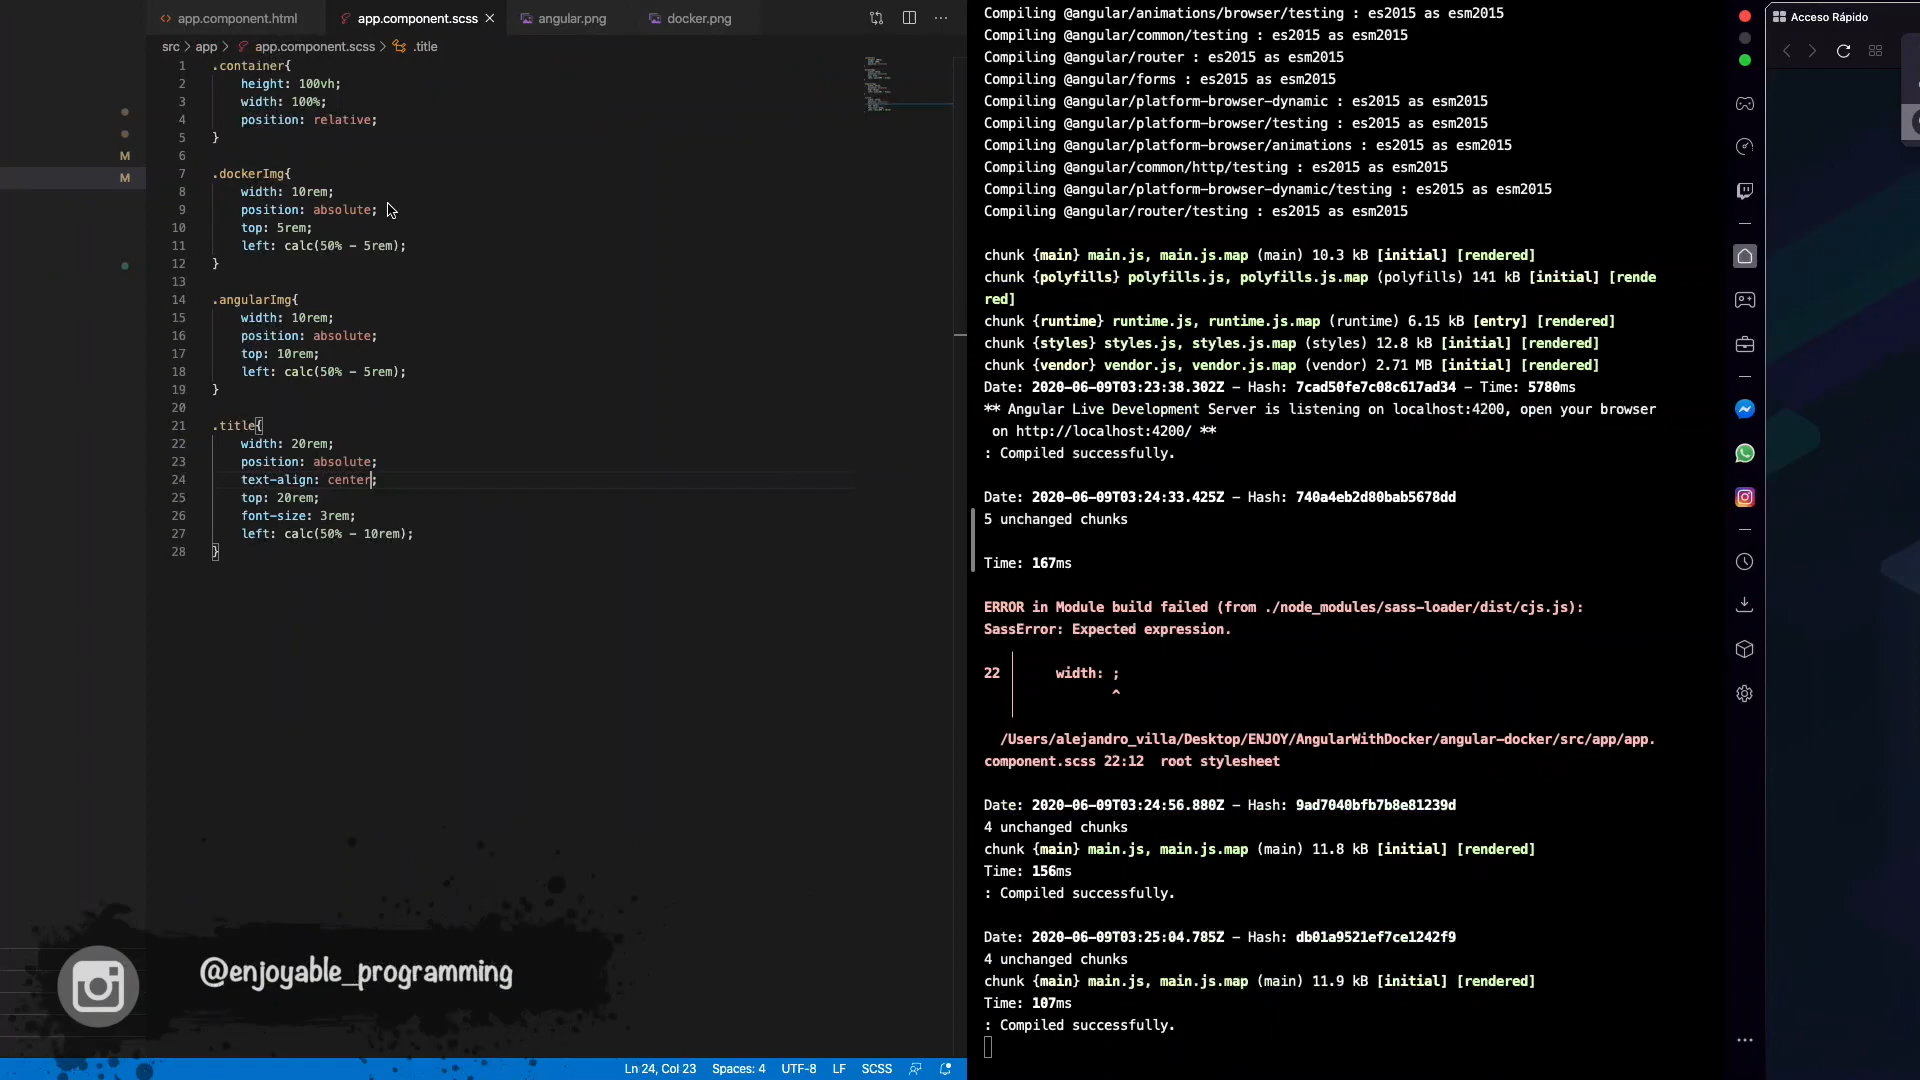 app.component.html
app.component.scss
angular.png
docker.png
src > app > app.component.scss > .title
M
M
1 .container{
2 height: 100vh;
3 width: 100%;
4 position: relative;
5 }
6
7 .dockerImg{
8 width: 10rem;
9 position: absolute;
10 top: 5rem;
11 left: calc(50% - 5rem);
12 }
13
14 .angularImg{
15 width: 10rem;
16 position: absolute;
17 top: 10rem;
18 left: calc(50% - 5rem);
19 }
20
21 .title{
22 width: 20rem;
23 position: absolute;
24 text-align: center;
25 top: 20rem;
26 font-size: 3rem;
27 left: calc(50% - 10rem);
28 }
@enjoyable_programming
Ln 24, Col 23 Spaces: 4 UTF-8 LF SCSS
Compiling @angular/animations/browser/testing : es2015 as esm2015
Compiling @angular/common/testing : es2015 as esm2015
Compiling @angular/router : es2015 as esm2015
Compiling @angular/forms : es2015 as esm2015
Compiling @angular/platform-browser-dynamic : es2015 as esm2015
Compiling @angular/platform-browser/testing : es2015 as esm2015
Compiling @angular/platform-browser/animations : es2015 as esm2015
Compiling @angular/common/http/testing : es2015 as esm2015
Compiling @angular/platform-browser-dynamic/testing : es2015 as esm2015
Compiling @angular/router/testing : es2015 as esm2015
chunk {main} main.js, main.js.map (main) 10.3 kB [initial] [rendered]
chunk {polyfills} polyfills.js, polyfills.js.map (polyfills) 141 kB [initial] [rende
red]
chunk {runtime} runtime.js, runtime.js.map (runtime) 6.15 kB [entry] [rendered]
chunk {styles} styles.js, styles.js.map (styles) 12.8 kB [initial] [rendered]
chunk {vendor} vendor.js, vendor.js.map (vendor) 2.71 MB [initial] [rendered]
Date: 2020-06-09T03:23:38.302Z - Hash: 7cad50fe7c08c617ad34 - Time: 5780ms
** Angular Live Development Server is listening on localhost:4200, open your browser
on http://localhost:4200/ **
: Compiled successfully.
Date: 2020-06-09T03:24:33.425Z - Hash: 740a4eb2d80bab5678dd
5 unchanged chunks
Time: 167ms
ERROR in Module build failed (from ./node_modules/sass-loader/dist/cjs.js):
SassError: Expected expression.
22 | width: ;
^
/Users/alejandro_villa/Desktop/ENJOY/AngularWithDocker/angular-docker/src/app/app.
component.scss 22:12 root stylesheet
Date: 2020-06-09T03:24:56.880Z - Hash: 9ad7040bfb7b8e81239d
4 unchanged chunks
chunk {main} main.js, main.js.map (main) 11.8 kB [initial] [rendered]
Time: 156ms
: Compiled successfully.
Date: 2020-06-09T03:25:04.785Z - Hash: db01a9521ef7ce1242f9
4 unchanged chunks
chunk {main} main.js, main.js.map (main) 11.9 kB [initial] [rendered]
Time: 107ms
: Compiled successfully.
Acceso Rápido